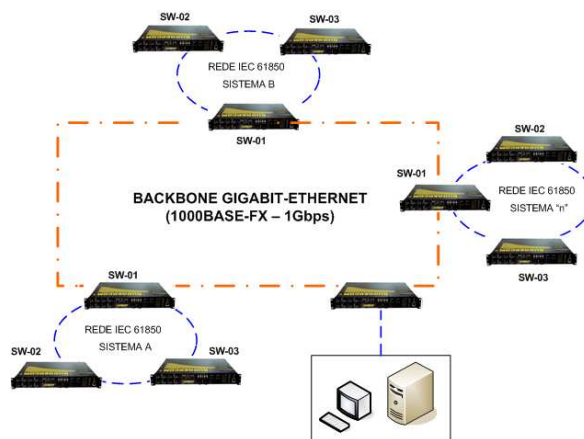 SW-02
SW-03
REDE IEC 61850
SISTEMA B
SW-01
SW-02
SW-01
REDE IEC 61850
SISTEMA "n"
SW-03
BACKBONE GIGABIT-ETHERNET
(1000BASE-FX – 1Gbps)
SW-01
REDE IEC 61850
SISTEMA A
SW-02
SW-03